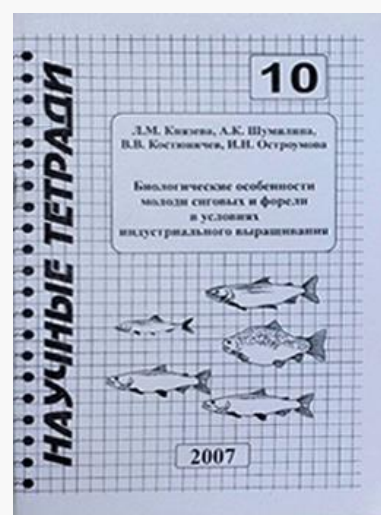 НАУЧНЫЕ ТЕТРАДИ
10
Л.М. Князева, А.К. Шумилина,
В.В. Костюничев, И.Н. Остроумова
Биологические особенности
молоди сиговых и форели
в условиях
индустриального выращивания
2007